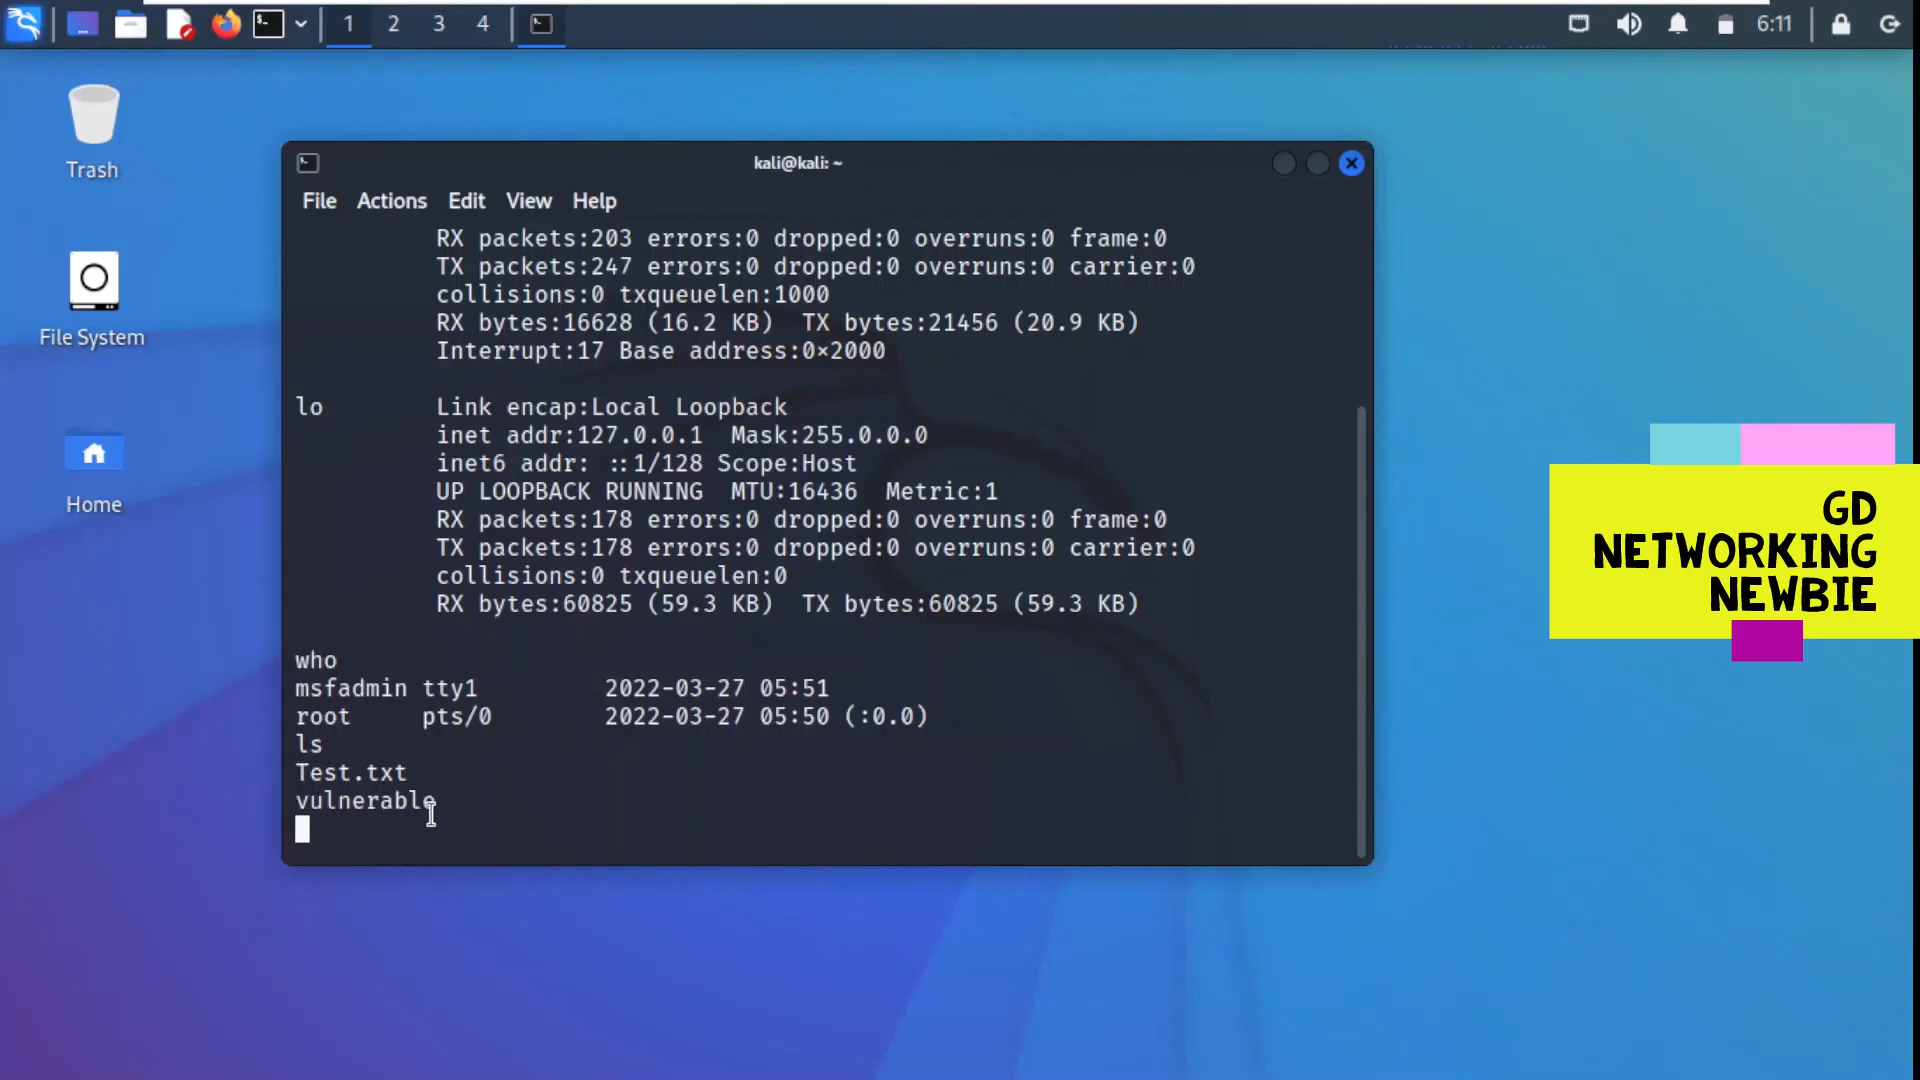 1 2 3 4
6:11
Trash
File System
Home
kali@kali: ~
File Actions Edit View Help
RX packets:203 errors:0 dropped:0 overruns:0 frame:0
TX packets:247 errors:0 dropped:0 overruns:0 carrier:0
collisions:0 txqueuelen:1000
RX bytes:16628 (16.2 KB) TX bytes:21456 (20.9 KB)
Interrupt:17 Base address:0×2000
lo Link encap:Local Loopback
inet addr:127.0.0.1 Mask:255.0.0.0
inet6 addr: ::1/128 Scope:Host
UP LOOPBACK RUNNING MTU:16436 Metric:1
RX packets:178 errors:0 dropped:0 overruns:0 frame:0
TX packets:178 errors:0 dropped:0 overruns:0 carrier:0
collisions:0 txqueuelen:0
RX bytes:60825 (59.3 KB) TX bytes:60825 (59.3 KB)
who
msfadmin tty1 2022-03-27 05:51
root pts/0 2022-03-27 05:50 (:0.0)
ls
Test.txt
vulnerable
GD
NETWORKING
NEWBIE